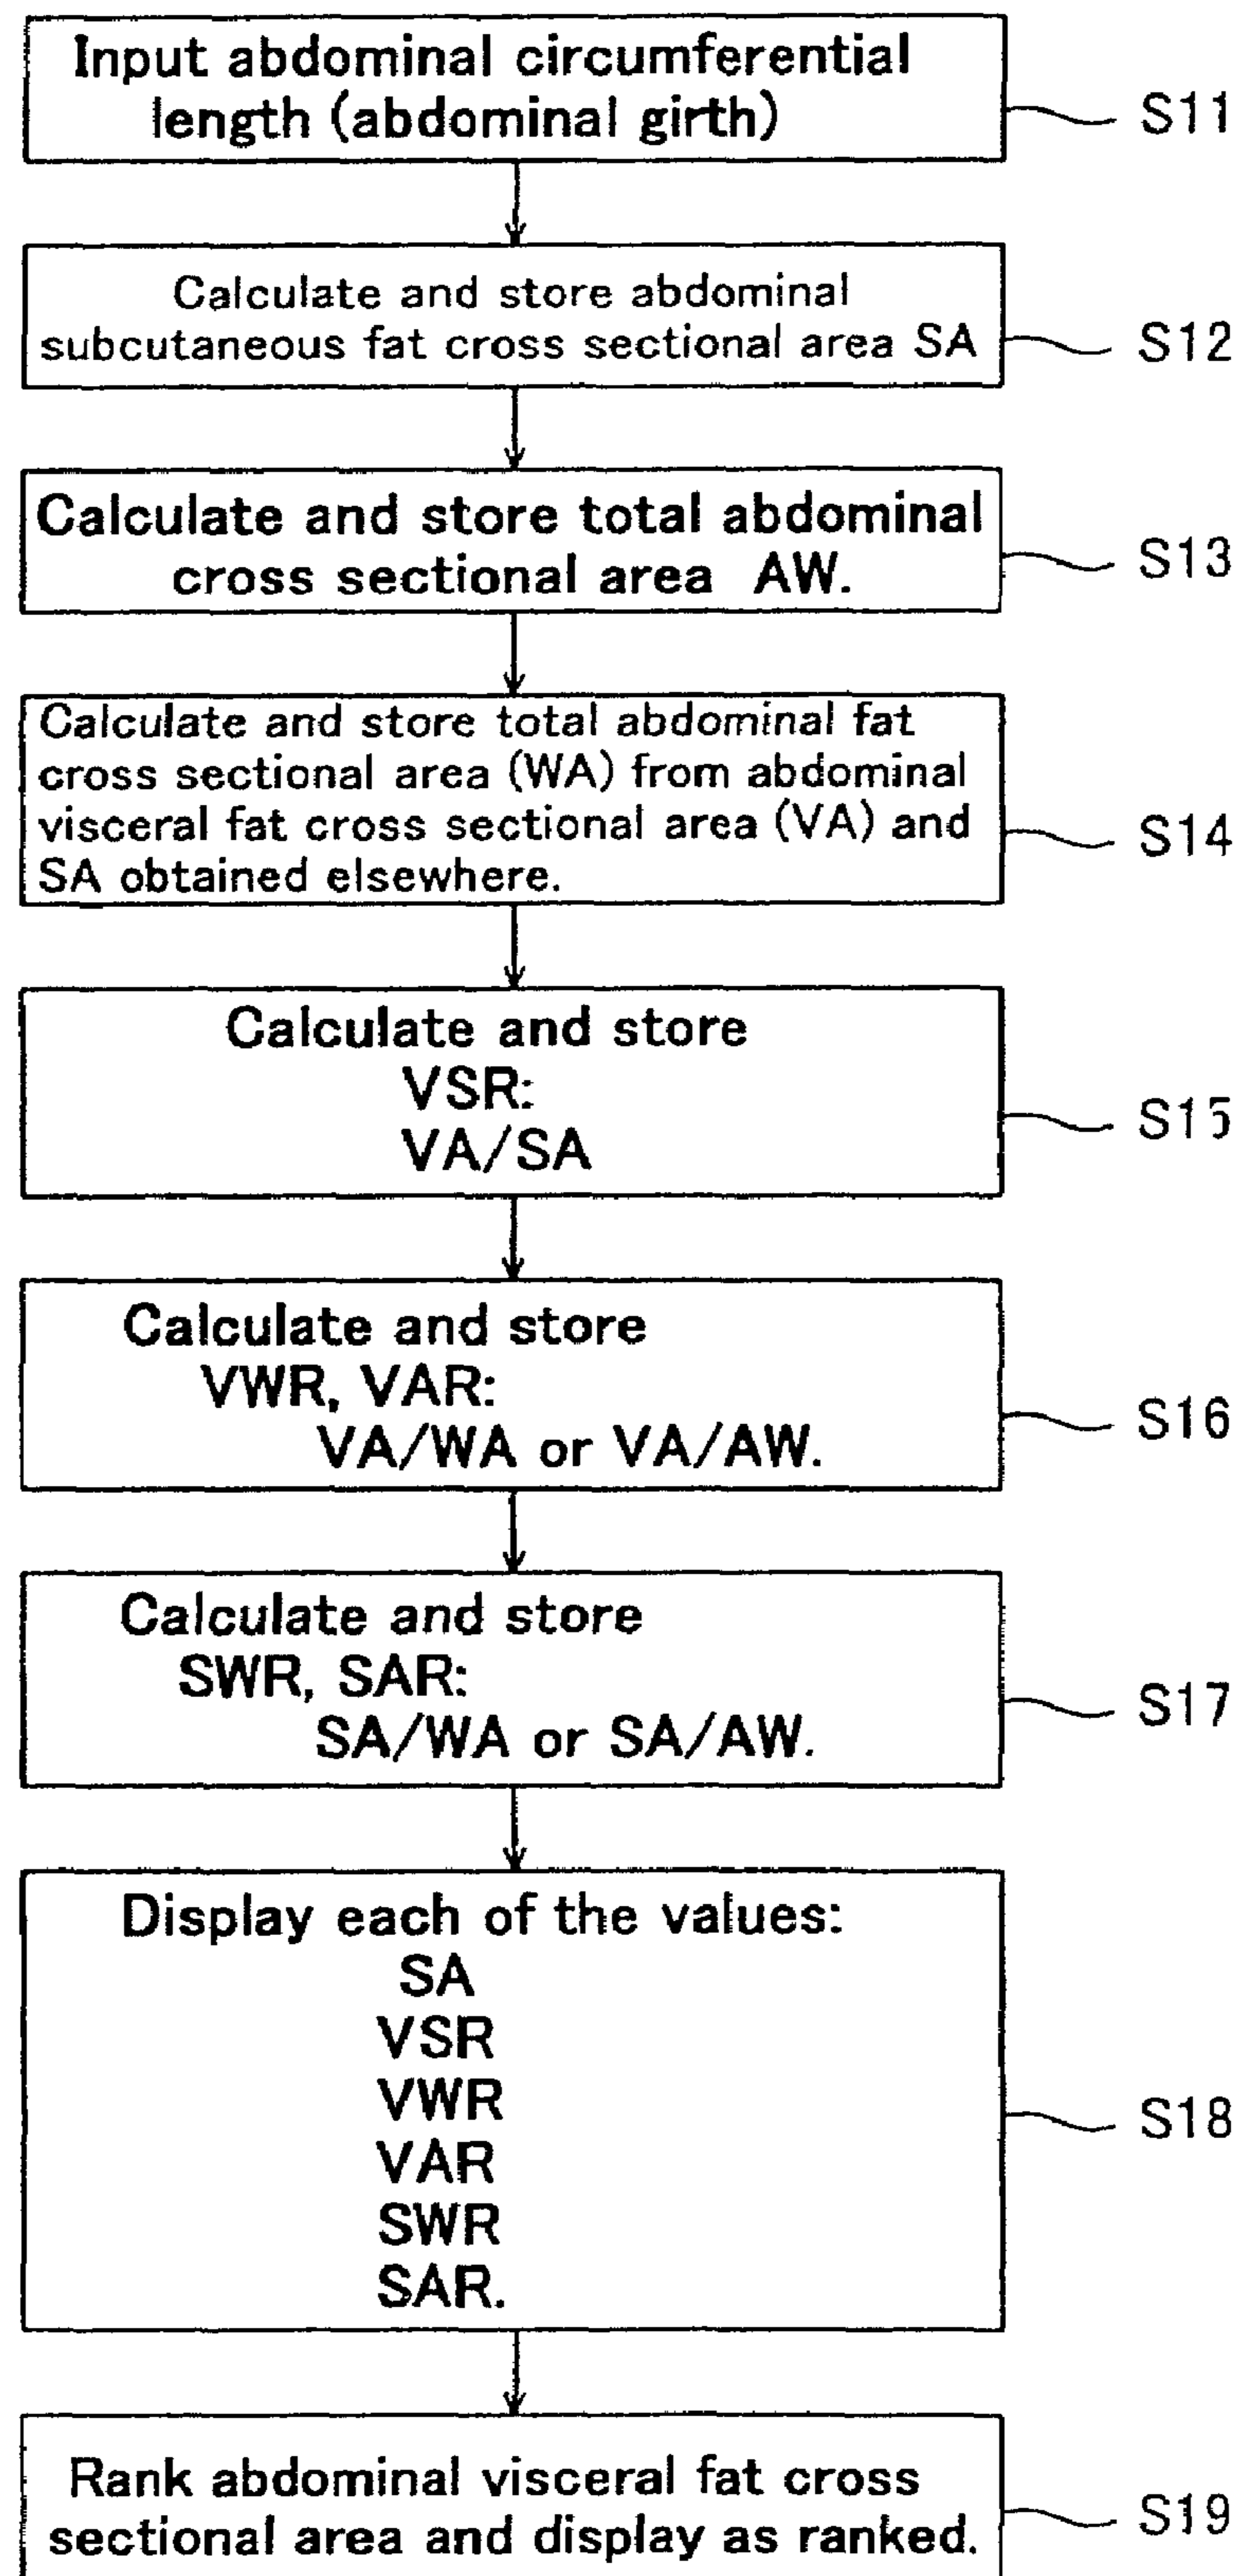 Input abdominal circumferential
length (abdominal girth)
S11
Calculate and store abdominal
subcutaneous fat cross sectional area SA
S12
Calculate and store total abdominal
cross sectional area AW.
S13
Calculate and store total abdominal fat
cross sectional area (WA) from abdominal
visceral fat cross sectional area (VA) and
SA obtained elsewhere.
S14
Calculate and store
VSR:
VA/SA
S15
Calculate and store
VWR, VAR:
VA/WA or VA/AW.
S16
Calculate and store
SWR, SAR:
SA/WA or SA/AW.
S17
Display each of the values:
SA
VSR
VWR
VAR
SWR
SAR.
S18
Rank abdominal visceral fat cross
sectional area and display as ranked.
S19